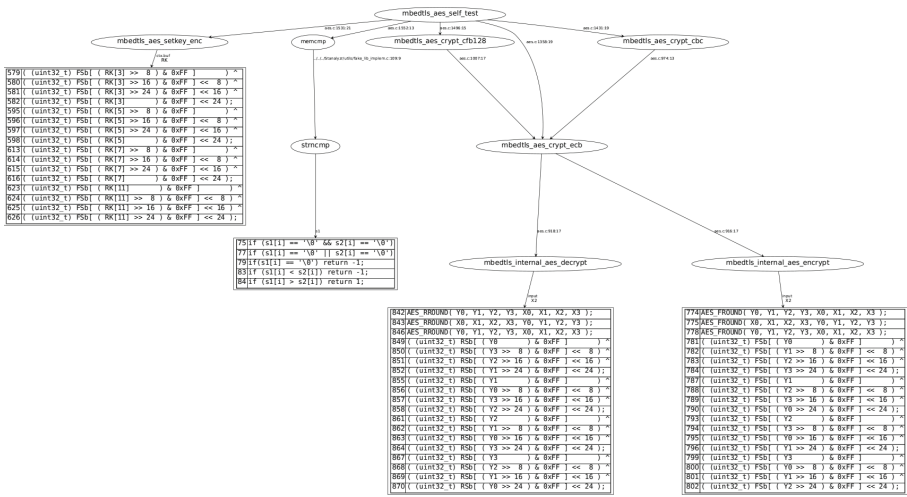 mbedtls_aes_self_test
aes.c:1331:21
aes.c:1352:13
aes.c:1358:19
mbedtls_aes_setkey_enc
memcmp
mbedtls_aes_crypt_cfb128
mbedtls_aes_crypt_cbc
RK
aes.c:974:13
579 ( (uint32_t) FSb[ ( RK[3] >>  8 ) & 0xFF ]       ) ^
580 ( (uint32_t) FSb[ ( RK[3] >> 16 ) & 0xFF ] <<  8 ) ^
581 ( (uint32_t) FSb[ ( RK[3] >> 24 ) & 0xFF ] << 16 ) ^
582 ( (uint32_t) FSb[ ( RK[3]       ) & 0xFF ] << 24 );
595 ( (uint32_t) FSb[ ( RK[5] >>  8 ) & 0xFF ]       ) ^
596 ( (uint32_t) FSb[ ( RK[5] >> 16 ) & 0xFF ] <<  8 ) ^
597 ( (uint32_t) FSb[ ( RK[5] >> 24 ) & 0xFF ] << 16 ) ^
598 ( (uint32_t) FSb[ ( RK[5]       ) & 0xFF ] << 24 );
613 ( (uint32_t) FSb[ ( RK[7] >>  8 ) & 0xFF ]       ) ^
614 ( (uint32_t) FSb[ ( RK[7] >> 16 ) & 0xFF ] <<  8 ) ^
615 ( (uint32_t) FSb[ ( RK[7] >> 24 ) & 0xFF ] << 16 ) ^
616 ( (uint32_t) FSb[ ( RK[7]       ) & 0xFF ] << 24 );
623 ( (uint32_t) FSb[ ( RK[11]       ) & 0xFF ]       ) ^
624 ( (uint32_t) FSb[ ( RK[11] >>  8 ) & 0xFF ] <<  8 ) ^
625 ( (uint32_t) FSb[ ( RK[11] >> 16 ) & 0xFF ] << 16 ) ^
626 ( (uint32_t) FSb[ ( RK[11] >> 24 ) & 0xFF ] << 24 );
strncmp
mbedtls_aes_crypt_ecb
s1
75 if (s1[i] == '\0' && s2[i] == '\0')
77 if (s1[i] == '\0' || s2[i] == '\0')
79 if(s1[i] == '\0') return -1;
83 if (s1[i] < s2[i]) return -1;
84 if (s1[i] > s2[i]) return 1;
mbedtls_internal_aes_decrypt
mbedtls_internal_aes_encrypt
input
X2
input
X2
842 AES_RROUND( Y0, Y1, Y2, Y3, X0, X1, X2, X3 );
843 AES_RROUND( X0, X1, X2, X3, Y0, Y1, Y2, Y3 );
846 AES_RROUND( Y0, Y1, Y2, Y3, X0, X1, X2, X3 );
849 ( (uint32_t) RSb[ ( Y0       ) & 0xFF ]       ) ^
850 ( (uint32_t) RSb[ ( Y3 >>  8 ) & 0xFF ] <<  8 ) ^
851 ( (uint32_t) RSb[ ( Y2 >> 16 ) & 0xFF ] << 16 ) ^
852 ( (uint32_t) RSb[ ( Y1 >> 24 ) & 0xFF ] << 24 );
855 ( (uint32_t) RSb[ ( Y1       ) & 0xFF ]       ) ^
856 ( (uint32_t) RSb[ ( Y0 >>  8 ) & 0xFF ] <<  8 ) ^
857 ( (uint32_t) RSb[ ( Y3 >> 16 ) & 0xFF ] << 16 ) ^
858 ( (uint32_t) RSb[ ( Y2 >> 24 ) & 0xFF ] << 24 );
861 ( (uint32_t) RSb[ ( Y2       ) & 0xFF ]       ) ^
862 ( (uint32_t) RSb[ ( Y1 >>  8 ) & 0xFF ] <<  8 ) ^
863 ( (uint32_t) RSb[ ( Y0 >> 16 ) & 0xFF ] << 16 ) ^
864 ( (uint32_t) RSb[ ( Y3 >> 24 ) & 0xFF ] << 24 );
867 ( (uint32_t) RSb[ ( Y3       ) & 0xFF ]       ) ^
868 ( (uint32_t) RSb[ ( Y2 >>  8 ) & 0xFF ] <<  8 ) ^
869 ( (uint32_t) RSb[ ( Y1 >> 16 ) & 0xFF ] << 16 ) ^
870 ( (uint32_t) RSb[ ( Y0 >> 24 ) & 0xFF ] << 24 );
774 AES_FROUND( Y0, Y1, Y2, Y3, X0, X1, X2, X3 );
775 AES_FROUND( X0, X1, X2, X3, Y0, Y1, Y2, Y3 );
778 AES_FROUND( Y0, Y1, Y2, Y3, X0, X1, X2, X3 );
781 ( (uint32_t) FSb[ ( Y0       ) & 0xFF ]       ) ^
782 ( (uint32_t) FSb[ ( Y1 >>  8 ) & 0xFF ] <<  8 ) ^
783 ( (uint32_t) FSb[ ( Y2 >> 16 ) & 0xFF ] << 16 ) ^
784 ( (uint32_t) FSb[ ( Y3 >> 24 ) & 0xFF ] << 24 );
787 ( (uint32_t) FSb[ ( Y1       ) & 0xFF ]       ) ^
788 ( (uint32_t) FSb[ ( Y2 >>  8 ) & 0xFF ] <<  8 ) ^
789 ( (uint32_t) FSb[ ( Y3 >> 16 ) & 0xFF ] << 16 ) ^
790 ( (uint32_t) FSb[ ( Y0 >> 24 ) & 0xFF ] << 24 );
793 ( (uint32_t) FSb[ ( Y2       ) & 0xFF ]       ) ^
794 ( (uint32_t) FSb[ ( Y3 >>  8 ) & 0xFF ] <<  8 ) ^
795 ( (uint32_t) FSb[ ( Y0 >> 16 ) & 0xFF ] << 16 ) ^
796 ( (uint32_t) FSb[ ( Y1 >> 24 ) & 0xFF ] << 24 );
799 ( (uint32_t) FSb[ ( Y3       ) & 0xFF ]       ) ^
800 ( (uint32_t) FSb[ ( Y0 >>  8 ) & 0xFF ] <<  8 ) ^
801 ( (uint32_t) FSb[ ( Y1 >> 16 ) & 0xFF ] << 16 ) ^
802 ( (uint32_t) FSb[ ( Y2 >> 24 ) & 0xFF ] << 24 );